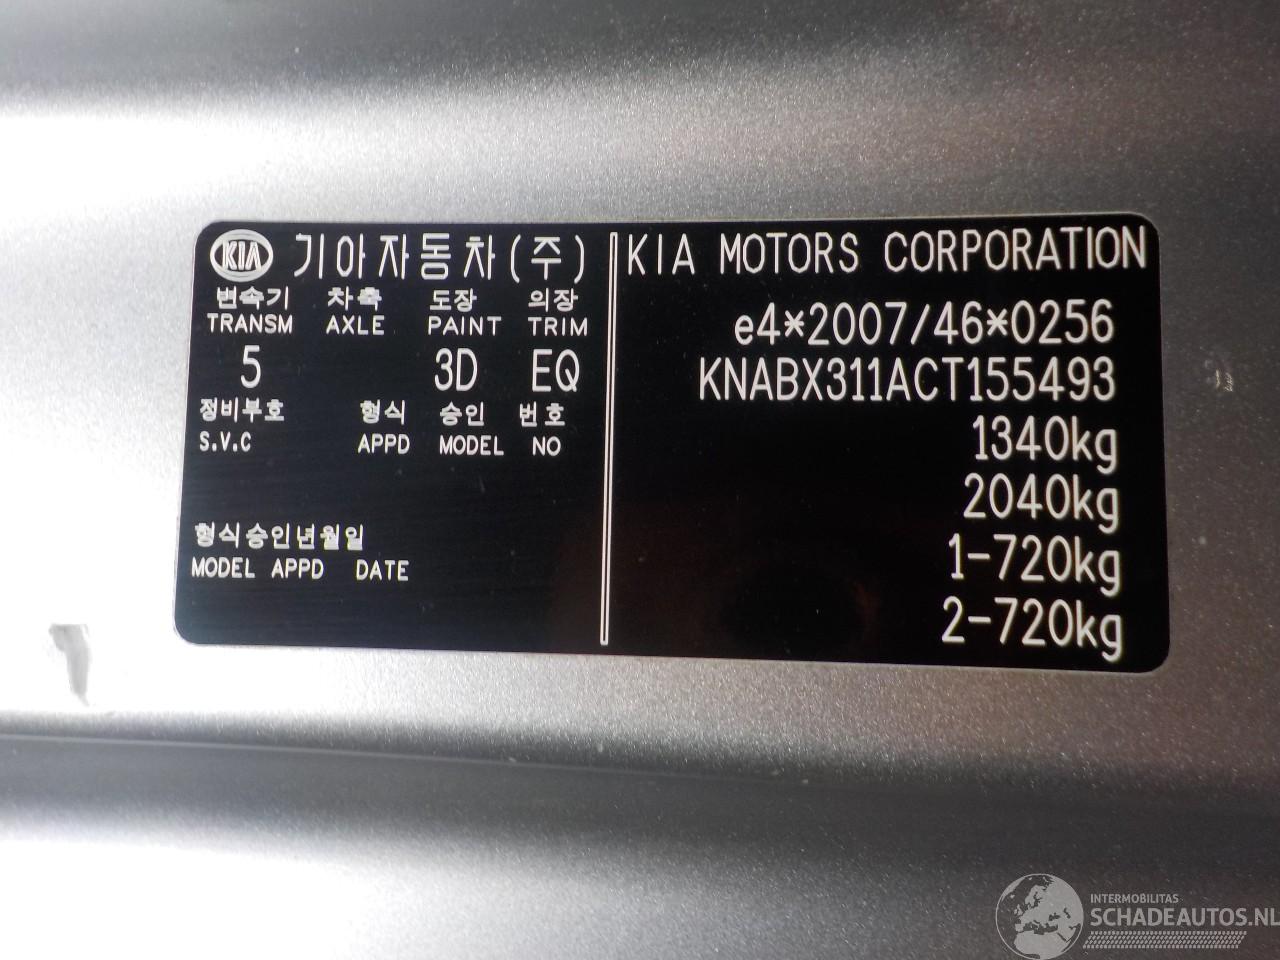 KIA 기아자동차(주)
변속기 차축 도장 의장
TRANSM AXLE PAINT TRIM
5 3D EQ
정비부호 형식 승인 번호
S.V.C APPD MODEL NO
형식승인년월일
MODEL APPD DATE
KIA MOTORS CORPORATION
e4*2007/46*0256
KNABX311ACT155493
1340kg
2040kg
1-720kg
2-720kg
INTERMOBILITAS
SCHADEAUTOS.NL